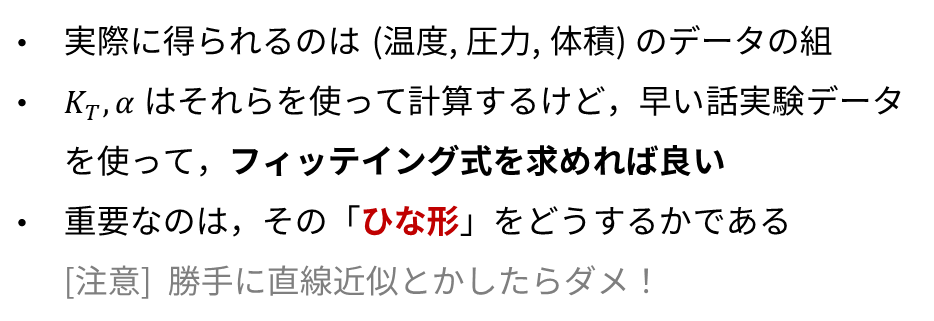 • 実際に得られるのは (温度, 圧力, 体積) のデータの組
• K_T, α はそれらを使って計算するけど，早い話実験データ
を使って，フィッテイング式を求めれば良い
• 重要なのは，その「ひな形」をどうするかである
[注意] 勝手に直線近似とかしたらダメ！